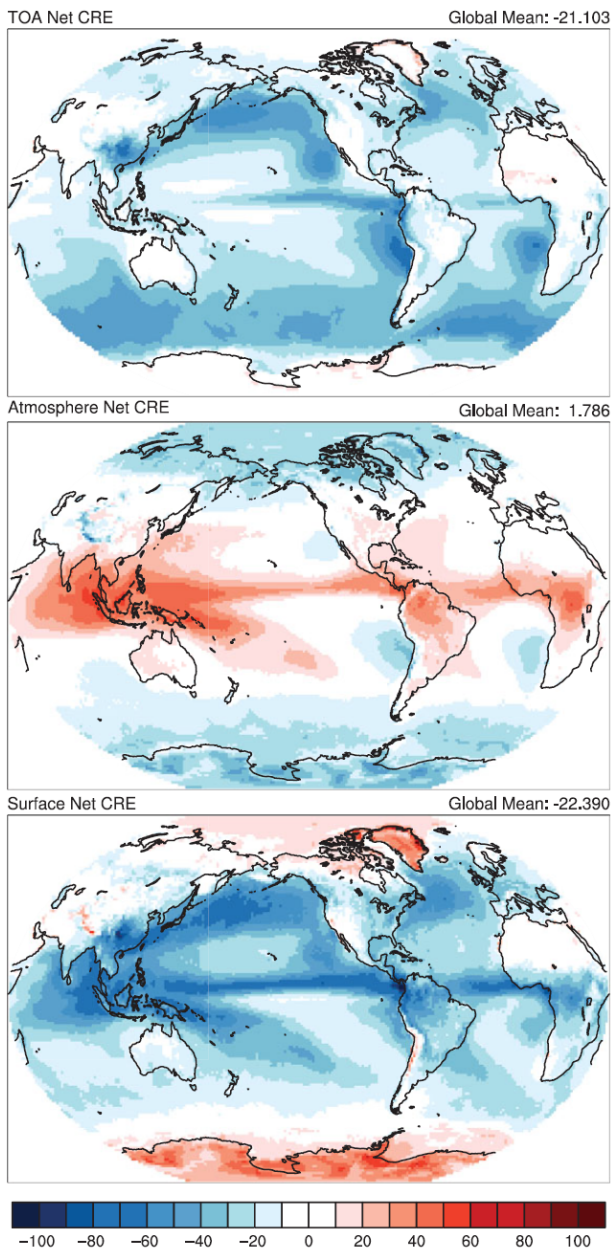 TOA Net CRE Global Mean: -21.103
Atmosphere Net CRE Global Mean: 1.786
Surface Net CRE Global Mean: -22.390
−100 −80 −60 −40 −20 0 20 40 60 80 100